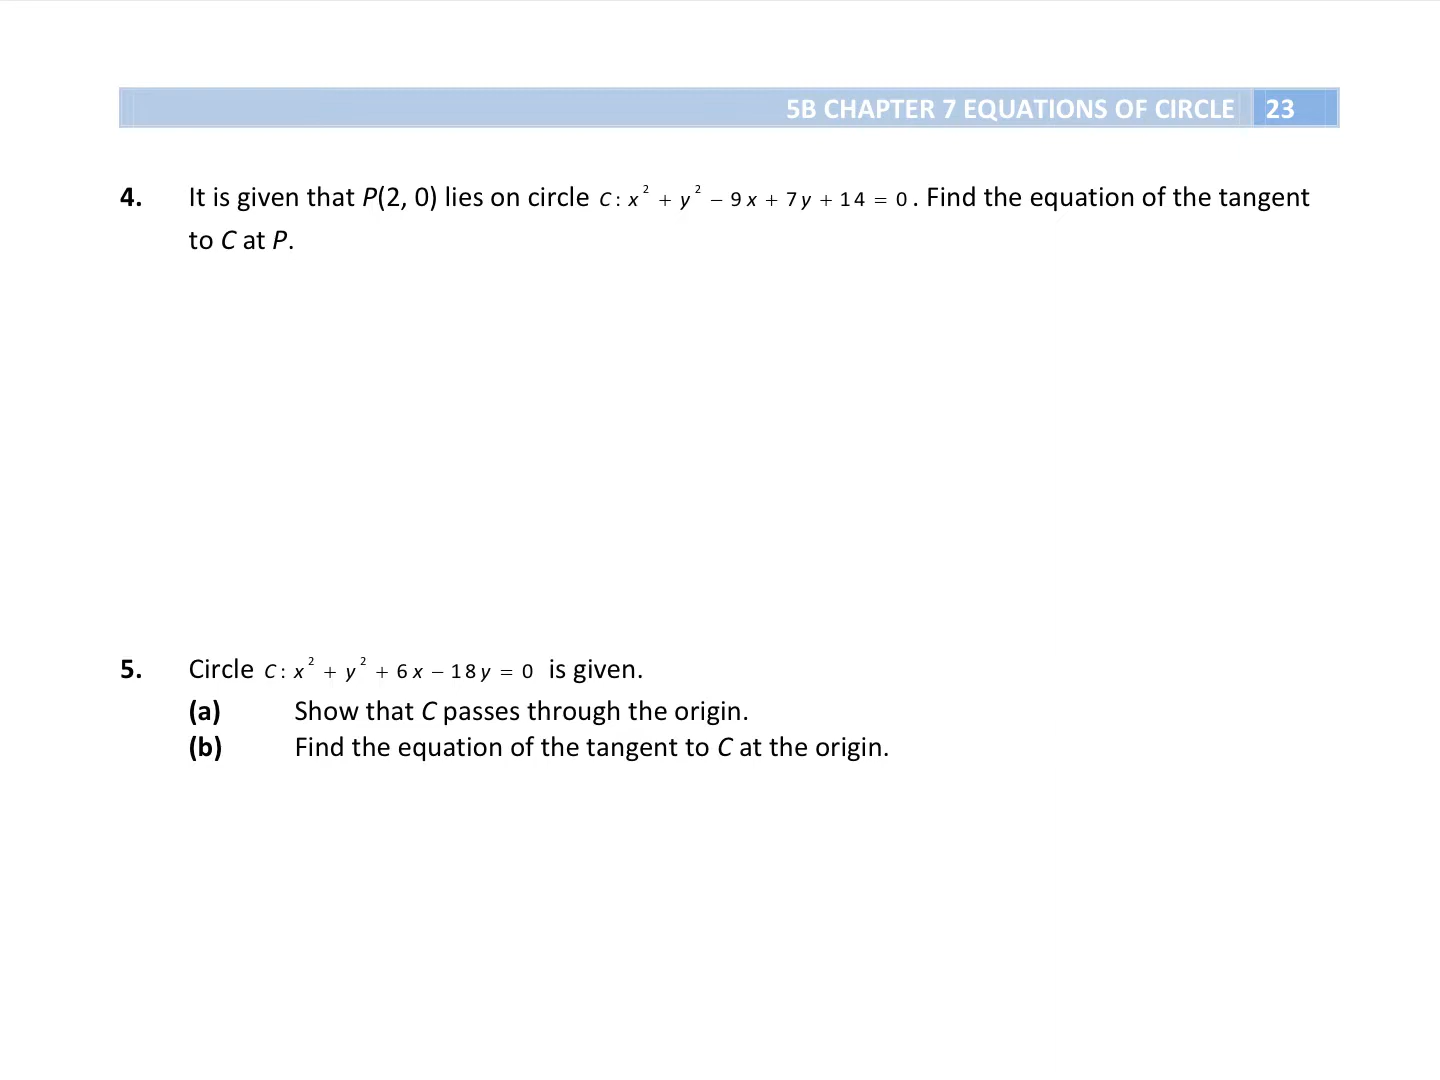 5B CHAPTER 7 EQUATIONS OF CIRCLE 23
4. It is given that P(2, 0) lies on circle C: x² + y² − 9x + 7y + 14 = 0. Find the equation of the tangent
to C at P.
5. Circle C: x² + y² + 6x − 18y = 0 is given.
(a) Show that C passes through the origin.
(b) Find the equation of the tangent to C at the origin.